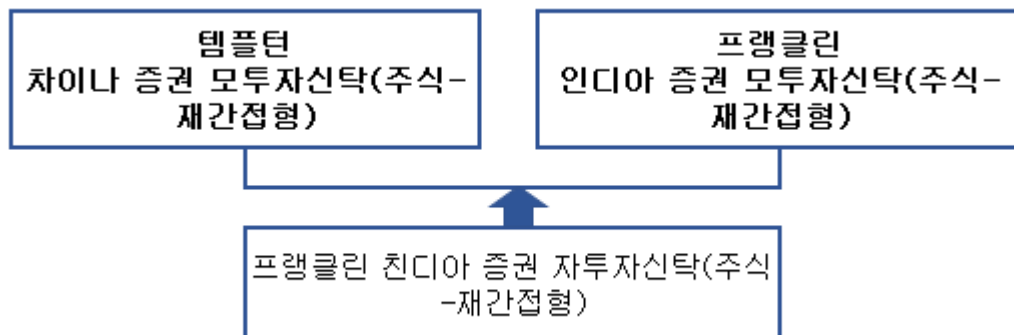 템플턴
차이나 증권 모투자신탁(주식-
재간접형)
프랭클린
인디아 증권 모투자신탁(주식-
재간접형)
프랭클린 친디아 증권 자투자신탁(주식
-재간접형)